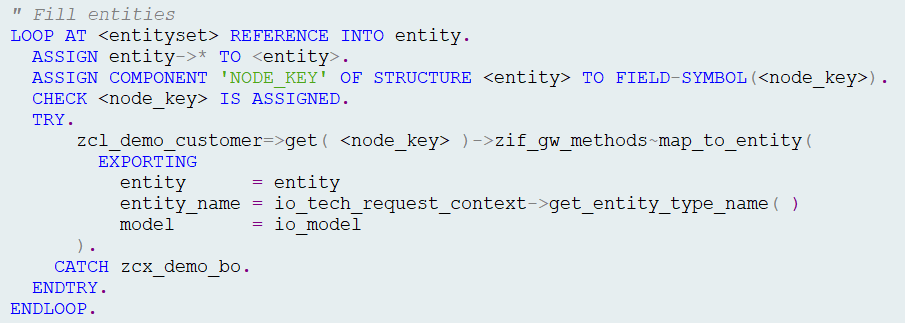 " Fill entities
LOOP AT <entityset> REFERENCE INTO entity.
  ASSIGN entity->* TO <entity>.
  ASSIGN COMPONENT 'NODE_KEY' OF STRUCTURE <entity> TO FIELD-SYMBOL(<node_key>).
  CHECK <node_key> IS ASSIGNED.
  TRY.
      zcl_demo_customer=>get( <node_key> )->zif_gw_methods~map_to_entity(
        EXPORTING
          entity      = entity
          entity_name = io_tech_request_context->get_entity_type_name( )
          model       = io_model
      ).
    CATCH zcx_demo_bo.
  ENDTRY.
ENDLOOP.